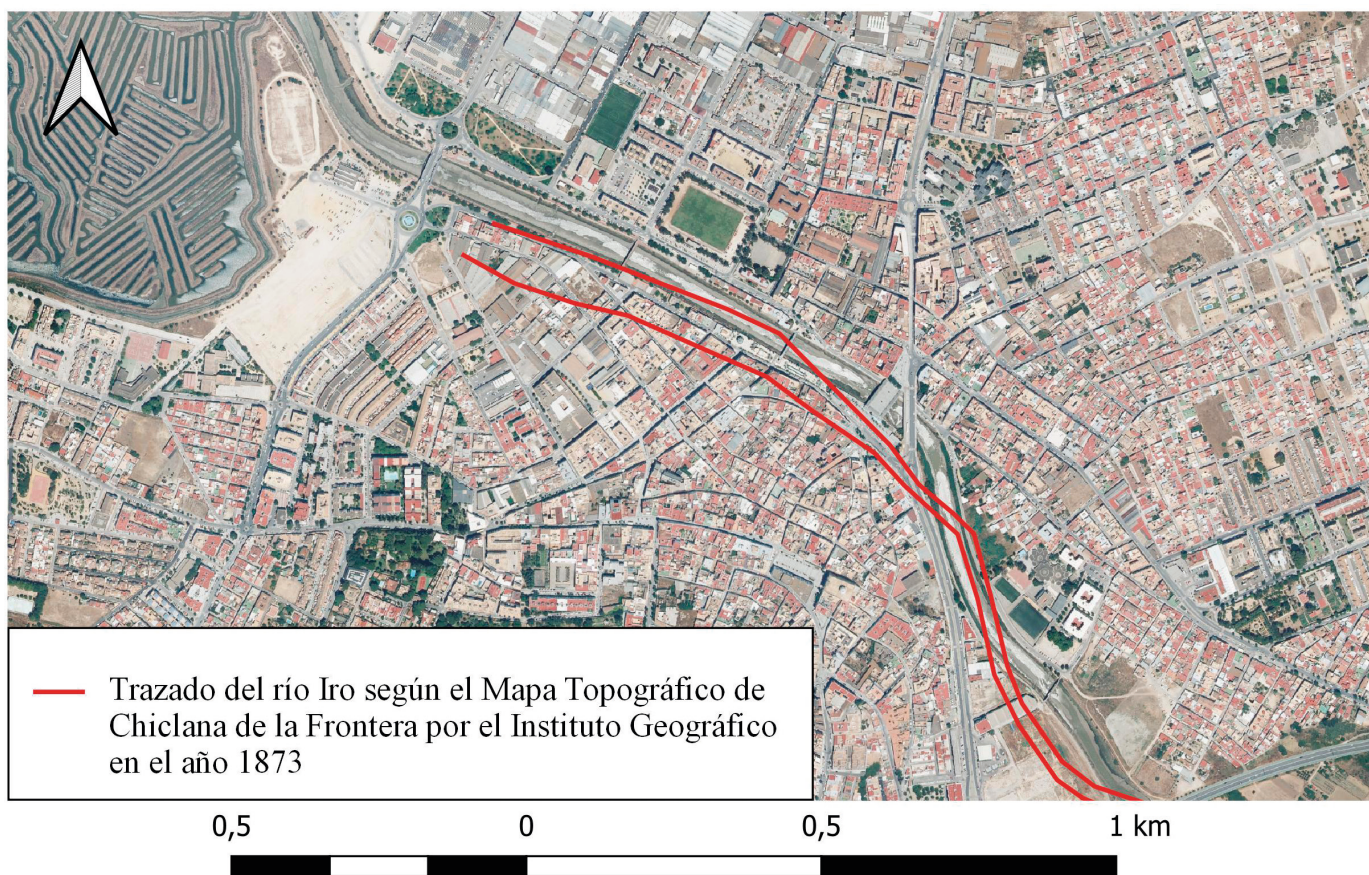 Trazado del río Iro según el Mapa Topográfico de
Chiclana de la Frontera por el Instituto Geográfico
en el año 1873
0,5 0 0,5 1 km